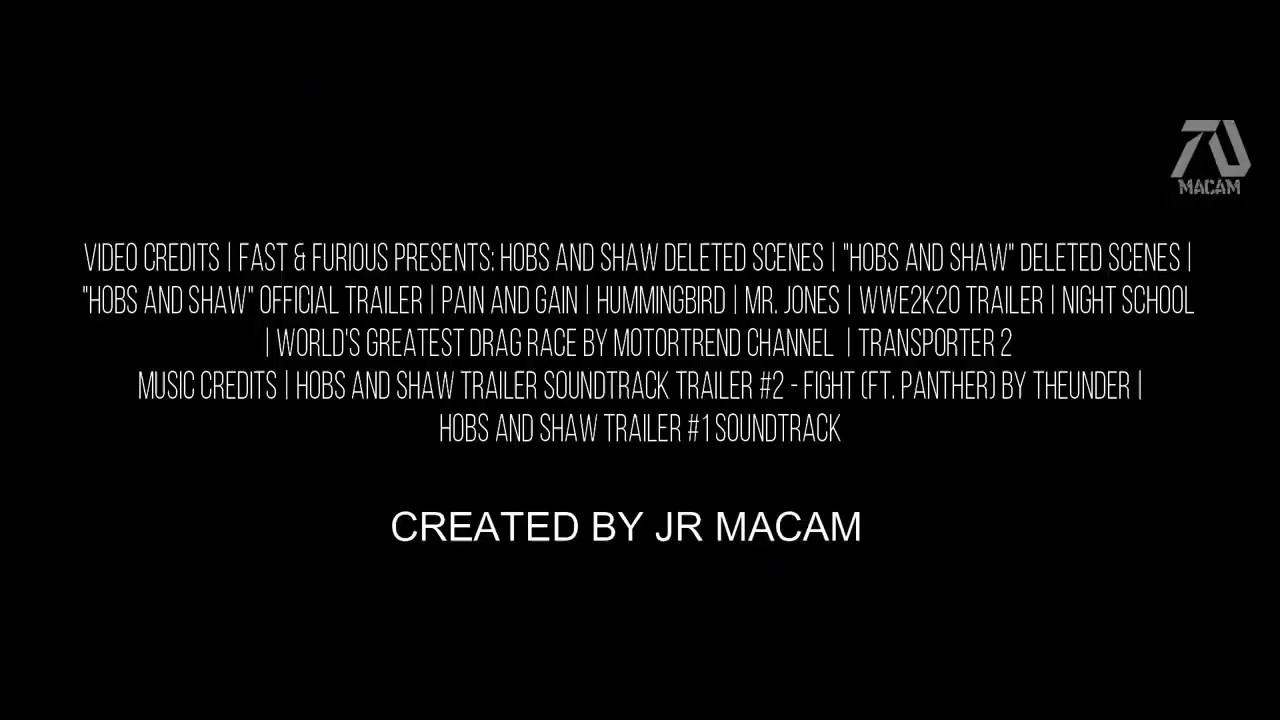 MACAM
VIDEO CREDITS | FAST & FURIOUS PRESENTS: HOBS AND SHAW DELETED SCENES | "HOBS AND SHAW" DELETED SCENES |
"HOBS AND SHAW" OFFICIAL TRAILER | PAIN AND GAIN | HUMMINGBIRD | MR. JONES | WWE2K20 TRAILER | NIGHT SCHOOL
| WORLD'S GREATEST DRAG RACE BY MOTORTREND CHANNEL | TRANSPORTER 2
MUSIC CREDITS | HOBS AND SHAW TRAILER SOUNDTRACK TRAILER #2 - FIGHT (FT. PANTHER) BY THEUNDER |
HOBS AND SHAW TRAILER #1 SOUNDTRACK
CREATED BY JR MACAM